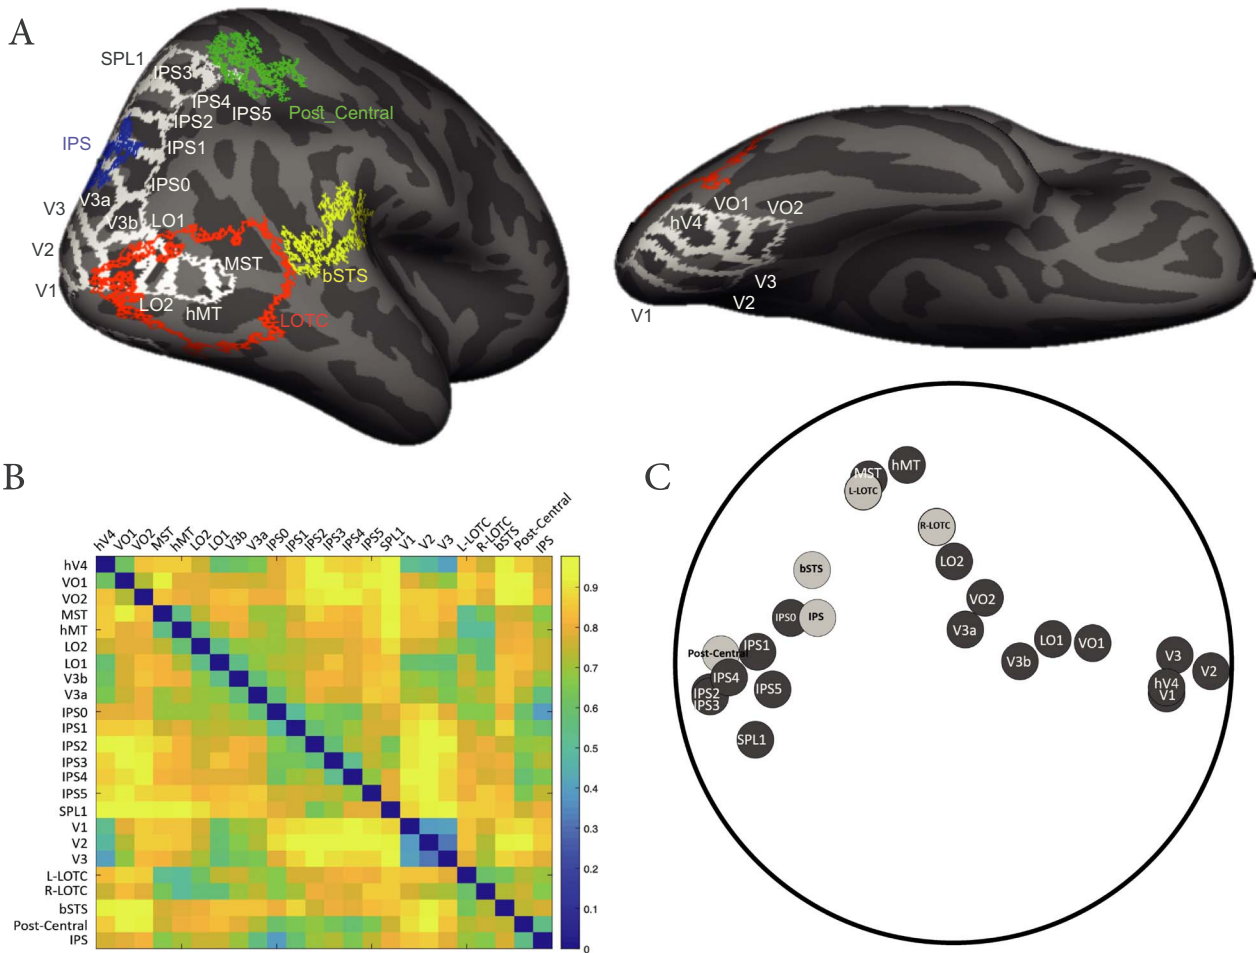 A
SPL1
IPS3
IPS4
IPS5
Post_Central
IPS2
IPS
IPS1
IPS0
V3a
V3
V3b
LO1
V2
MST
bSTS
V1
LO2
hMT
LOTC
VO1
VO2
hV4
V3
V2
V1
B
hV4 VO1 VO2 MST hMT LO2 LO1 V3b V3a IPS0 IPS1 IPS2 IPS3 IPS4 IPS5 SPL1 V1 V2 V3 L-LOTC R-LOTC bSTS Post-Central IPS
hV4
VO1
VO2
MST
hMT
LO2
LO1
V3b
V3a
IPS0
IPS1
IPS2
IPS3
IPS4
IPS5
SPL1
V1
V2
V3
L-LOTC
R-LOTC
bSTS
Post-Central
IPS
0.9
0.8
0.7
0.6
0.5
0.4
0.3
0.2
0.1
0
C
MST
hMT
L-LOTC
R-LOTC
LO2
bSTS
VO2
IPS0
IPS
V3a
LO1
VO1
Post-Central
IPS1
V3b
V3
V2
IPS4
IPS5
hV4
V1
IPS2
IPS3
SPL1